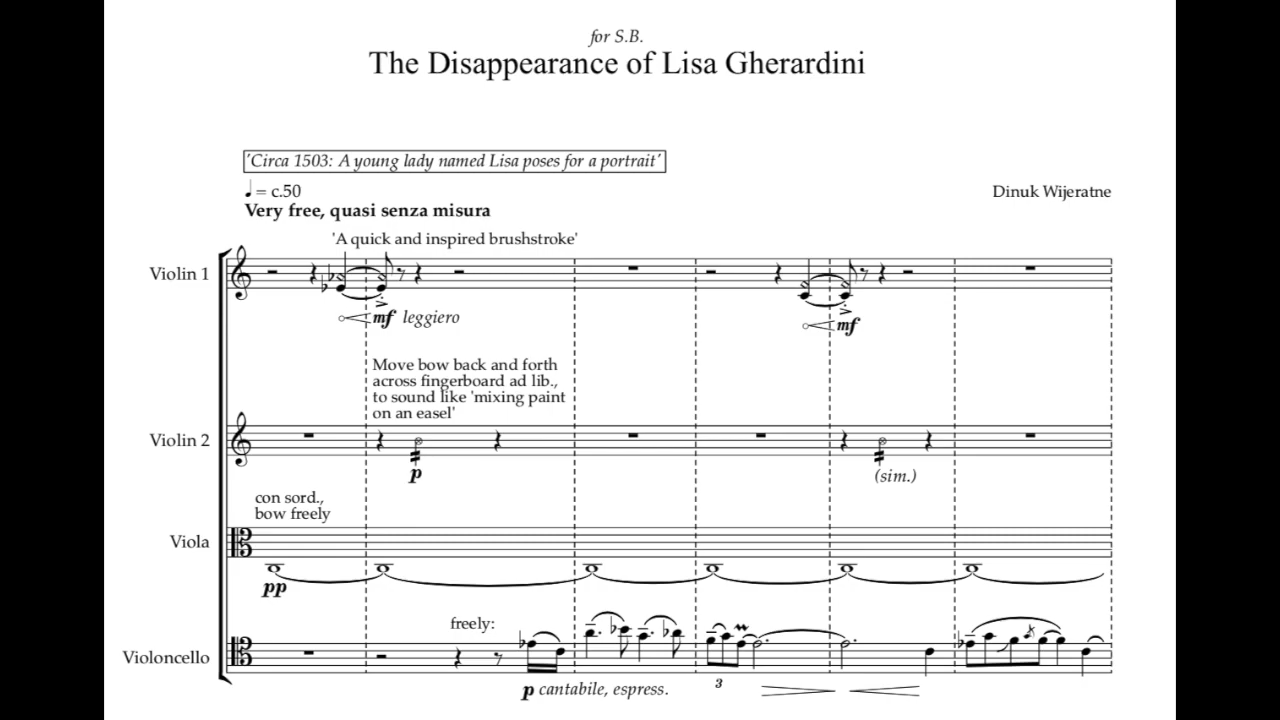 for S.B.
The Disappearance of Lisa Gherardini
'Circa 1503: A young lady named Lisa poses for a portrait'
♩ = c.50
Dinuk Wijeratne
Very free, quasi senza misura
'A quick and inspired brushstroke'
Violin 1
mf leggiero
mf
Move bow back and forth
across fingerboard ad lib.,
to sound like 'mixing paint
on an easel'
Violin 2
p
(sim.)
con sord.,
bow freely
Viola
pp
freely:
Violoncello
p cantabile, espress.
3